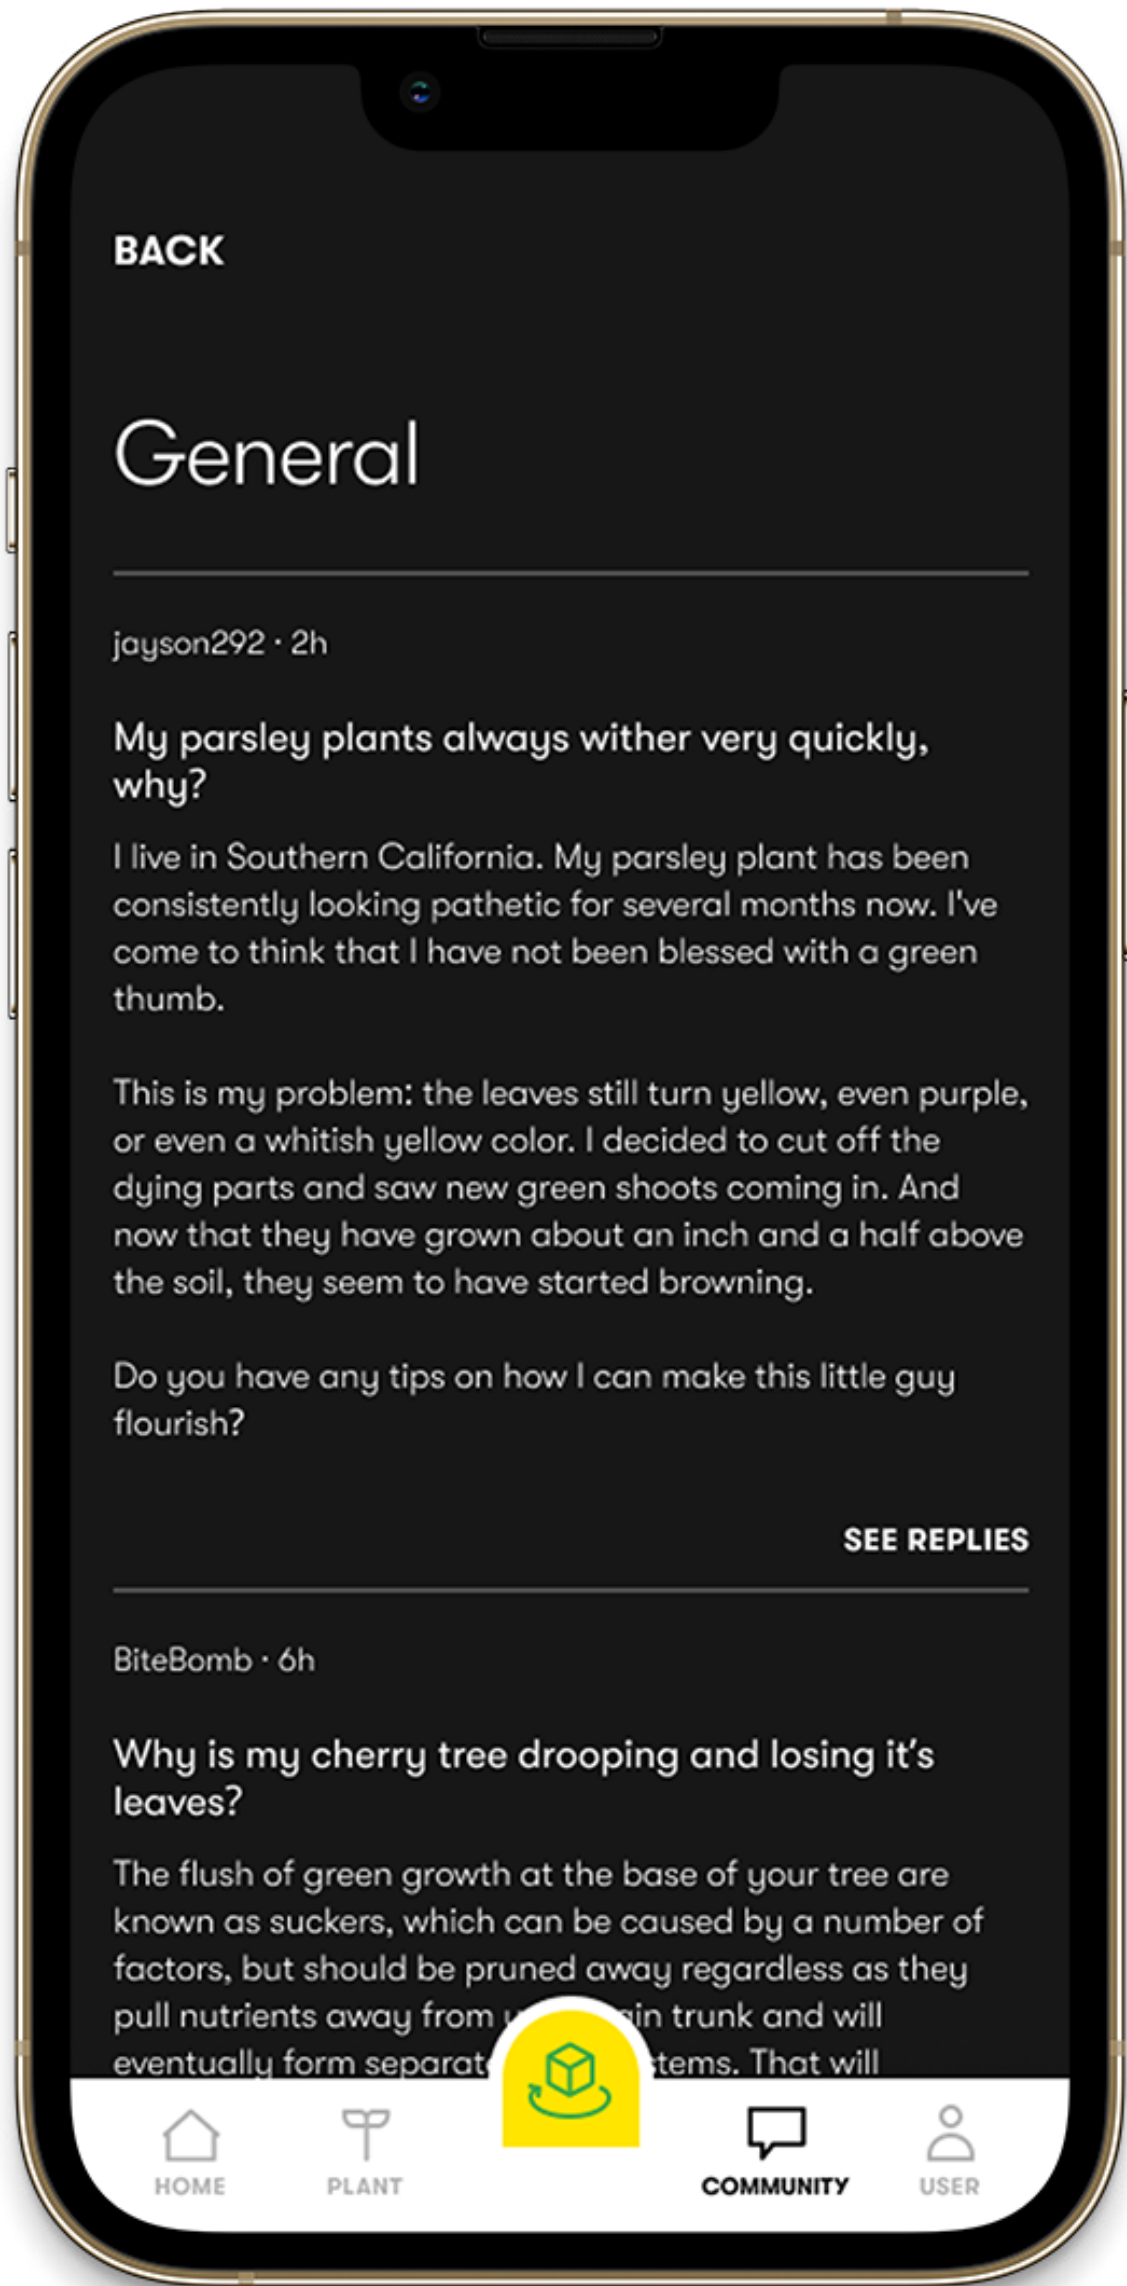 BACK
General
jayson292 · 2h
My parsley plants always wither very quickly,
why?
I live in Southern California. My parsley plant has been
consistently looking pathetic for several months now. I've
come to think that I have not been blessed with a green
thumb.
This is my problem: the leaves still turn yellow, even purple,
or even a whitish yellow color. I decided to cut off the
dying parts and saw new green shoots coming in. And
now that they have grown about an inch and a half above
the soil, they seem to have started browning.
Do you have any tips on how I can make this little guy
flourish?
SEE REPLIES
BiteBomb · 6h
Why is my cherry tree drooping and losing it's
leaves?
The flush of green growth at the base of your tree are
known as suckers, which can be caused by a number of
factors, but should be pruned away regardless as they
pull nutrients away from trunk and will
eventually form That will
HOME
PLANT
COMMUNITY
USER